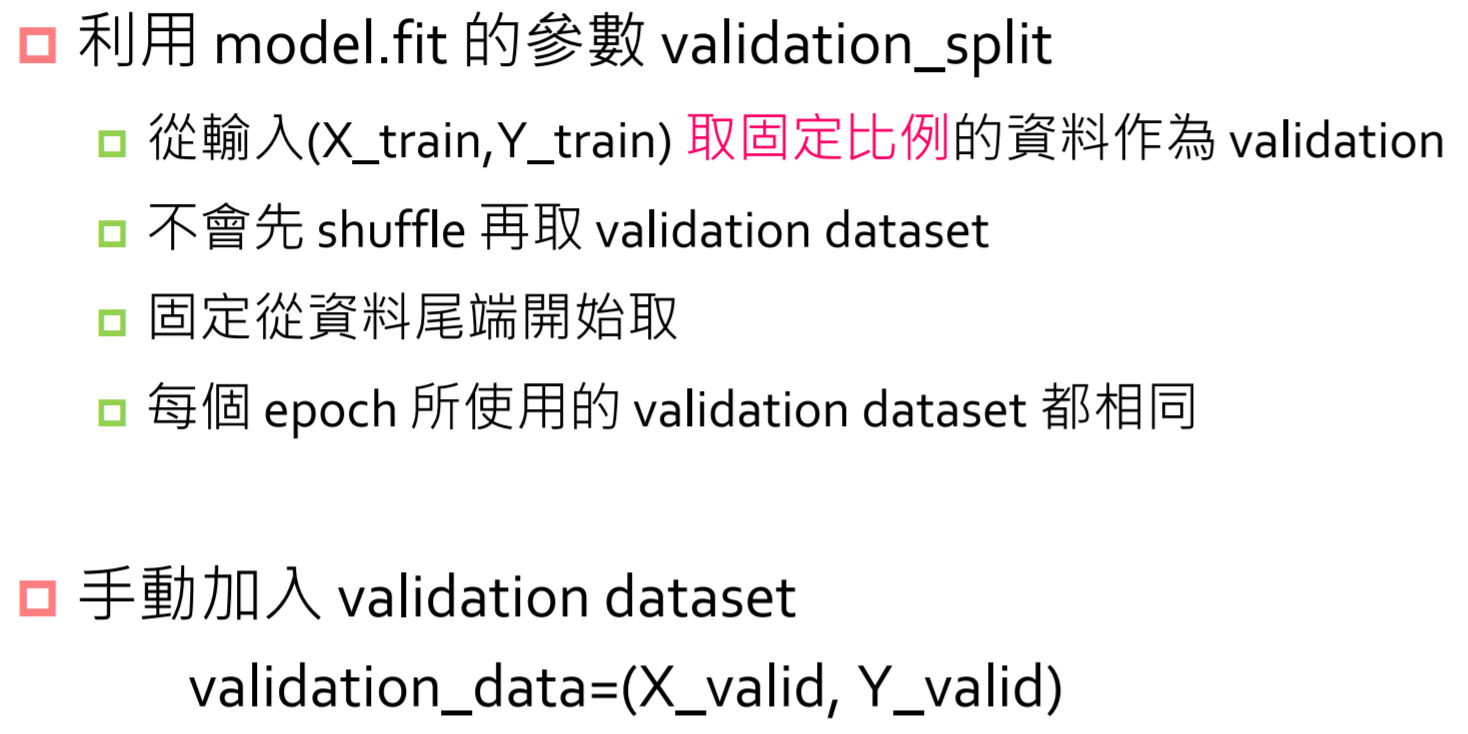 利用 model.fit 的參數 validation_split
從輸入(X_train,Y_train) 取固定比例的資料作為 validation
不會先 shuffle 再取 validation dataset
固定從資料尾端開始取
每個 epoch 所使用的 validation dataset 都相同
手動加入 validation dataset
validation_data=(X_valid, Y_valid)